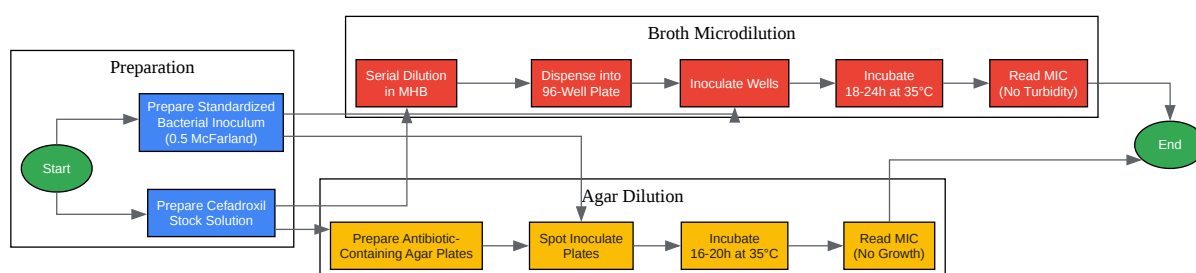 Preparation
Start
Prepare Standardized
Bacterial Inoculum
(0.5 McFarland)
Prepare Cefadroxil
Stock Solution
Broth Microdilution
Serial Dilution
in MHB
Dispense into
96-Well Plate
Inoculate Wells
Incubate
18-24h at 35°C
Read MIC
(No Turbidity)
Agar Dilution
Prepare Antibiotic-
Containing Agar Plates
Spot Inoculate
Plates
Incubate
16-20h at 35°C
Read MIC
(No Growth)
End